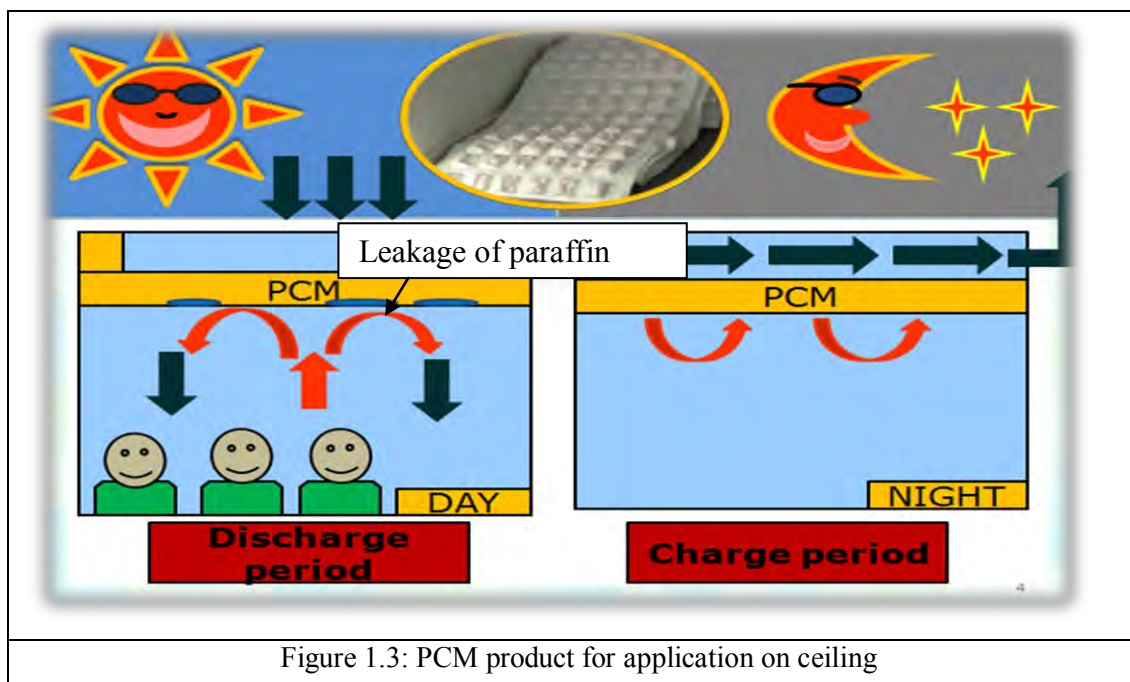 Leakage of paraffin
PCM
PCM
DAY
NIGHT
Discharge
period
Charge period
4
Figure 1.3: PCM product for application on ceiling